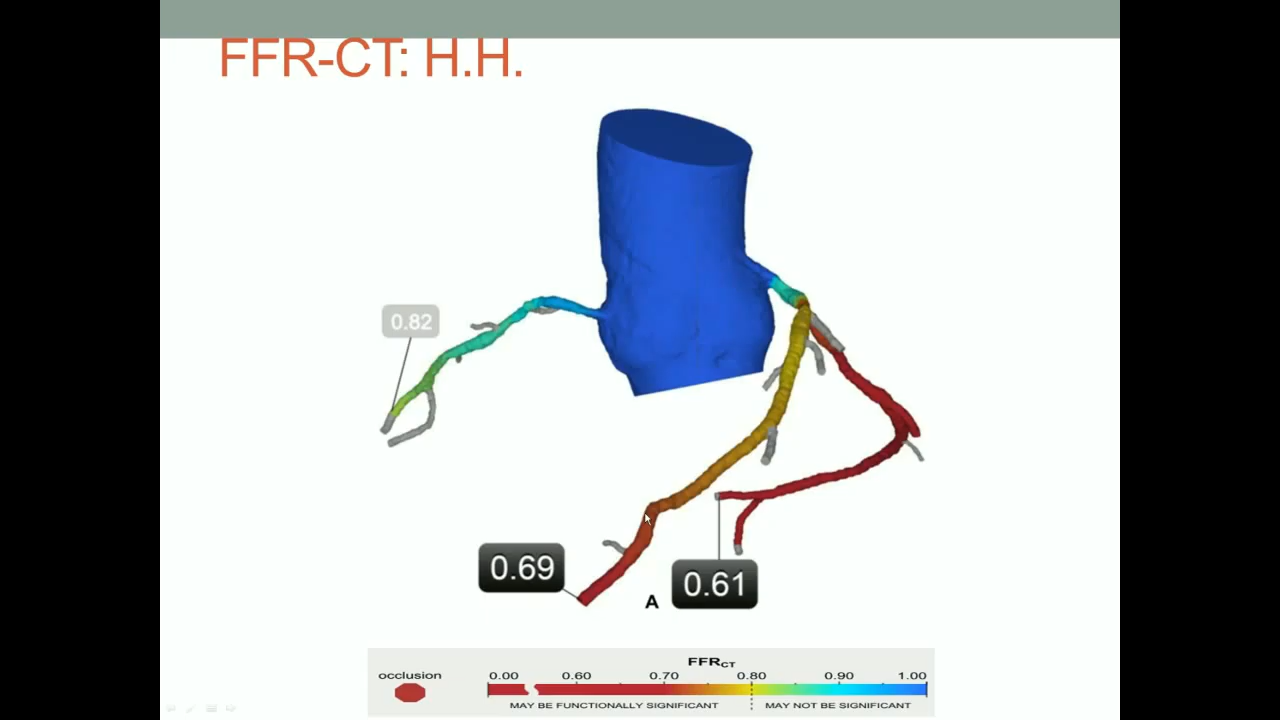 FFR-CT: H.H.
0.82
0.69
0.61
A
FFRCT
occlusion
0.00 0.60 0.70 0.80 0.90 1.00
MAY BE FUNCTIONALLY SIGNIFICANT MAY NOT BE SIGNIFICANT